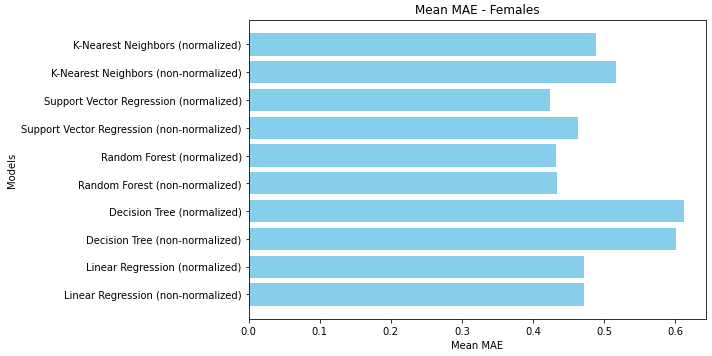 Mean MAE - Females
K-Nearest Neighbors (normalized)
K-Nearest Neighbors (non-normalized)
Support Vector Regression (normalized)
Support Vector Regression (non-normalized)
Random Forest (normalized)
Random Forest (non-normalized)
Decision Tree (normalized)
Decision Tree (non-normalized)
Linear Regression (normalized)
Linear Regression (non-normalized)
Models
0.0 0.1 0.2 0.3 0.4 0.5 0.6
Mean MAE